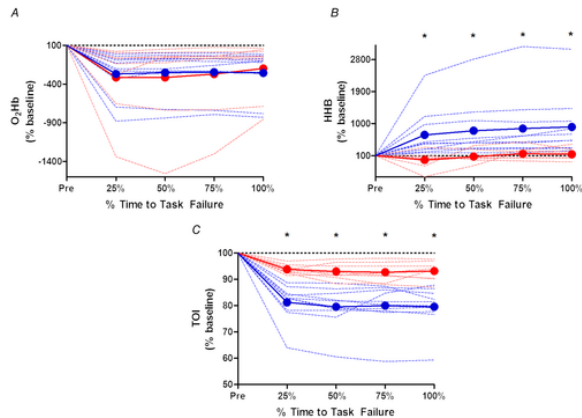 A
100
-400
-900
-1400
O2Hb
(% baseline)
Pre 25% 50% 75% 100%
% Time to Task Failure
B
* * * *
2800
1900
1000
100
HHB
(% baseline)
Pre 25% 50% 75% 100%
% Time to Task Failure
C
* * * *
100
90
80
70
60
50
TOI
(% baseline)
Pre 25% 50% 75% 100%
% Time to Task Failure